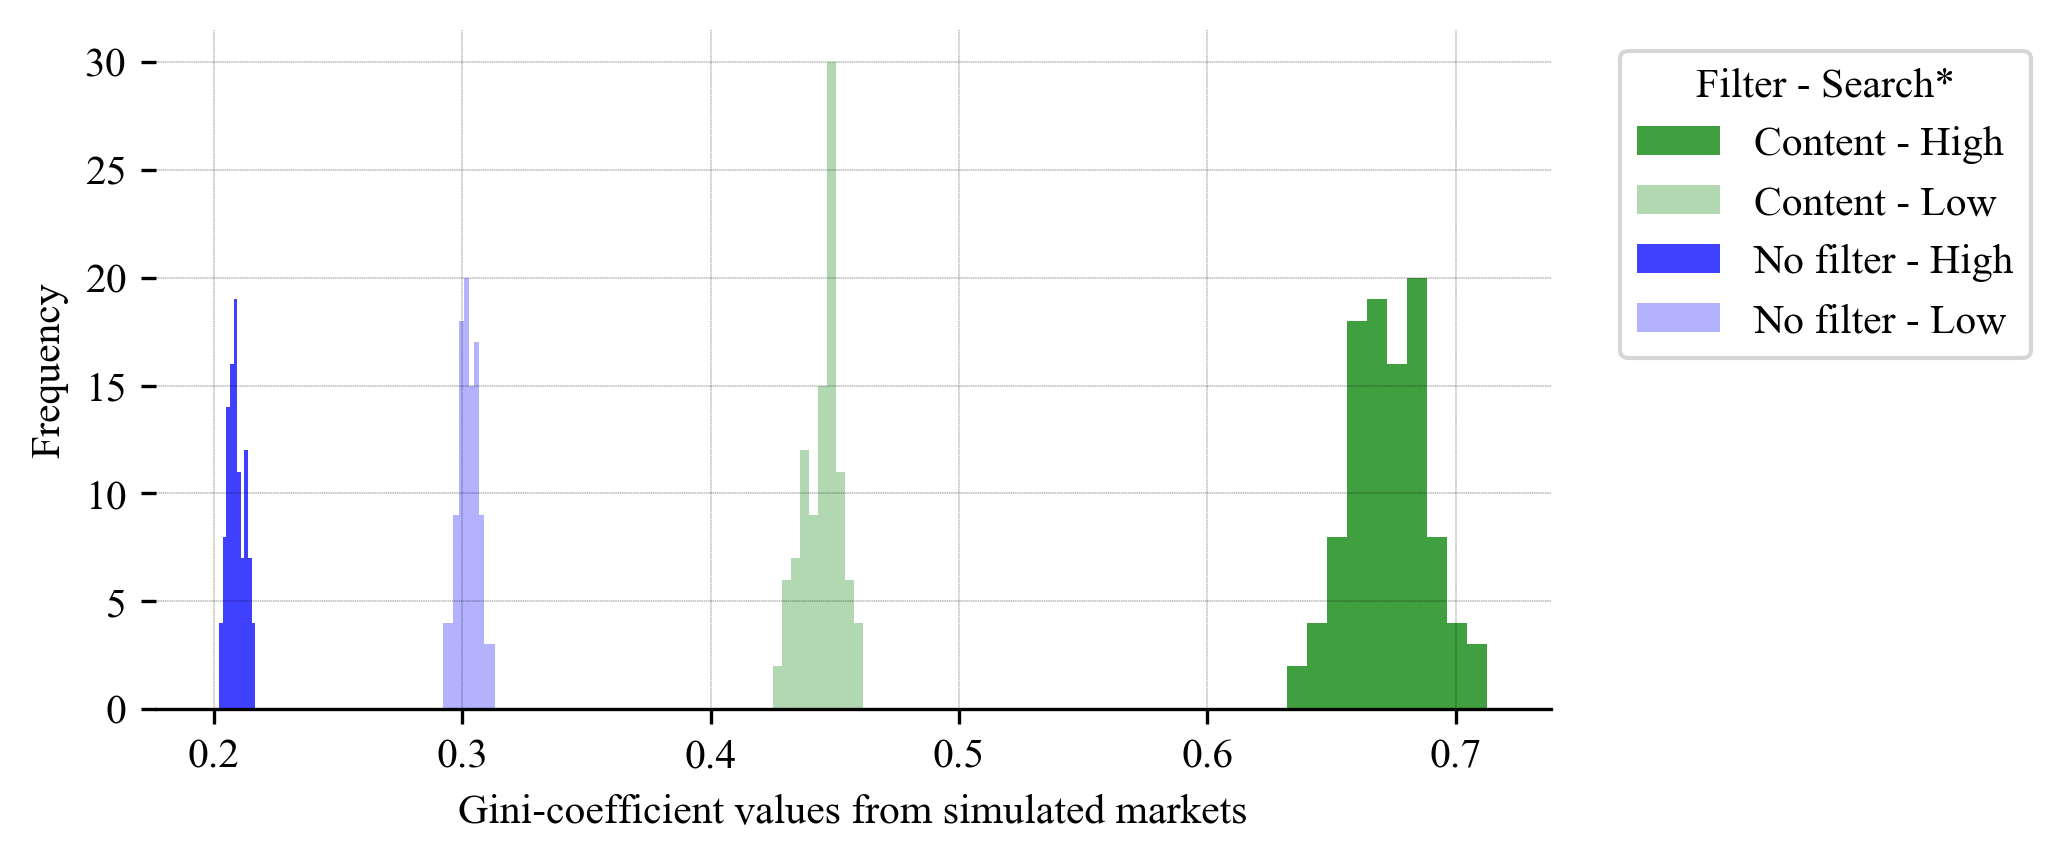 30
25
20
15
10
5
0
Frequency
0.2 0.3 0.4 0.5 0.6 0.7
Gini-coefficient values from simulated markets
Filter - Search*
Content - High
Content - Low
No filter - High
No filter - Low